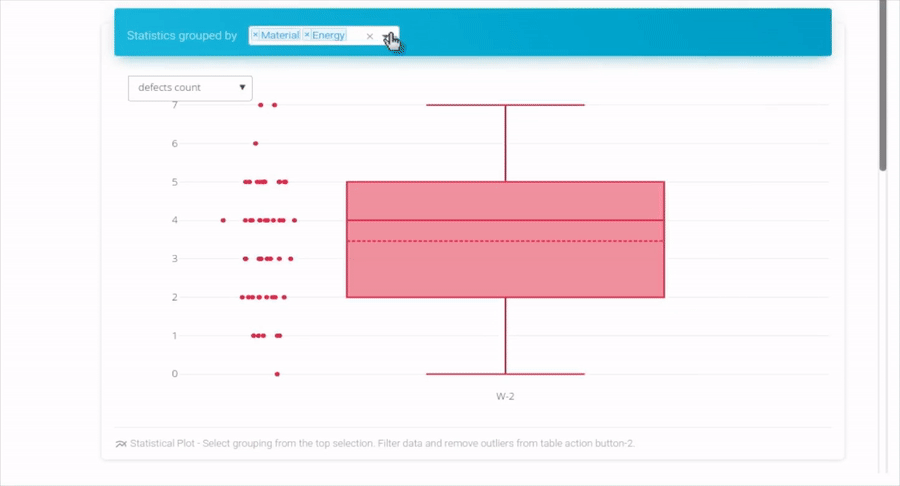 Statistics grouped by × Material × Energy ×
defects count ▼
7
6
5
4
3
2
1
0
W-2
Statistical Plot - Select grouping from the top selection. Filter data and remove outliers from table action button-2.